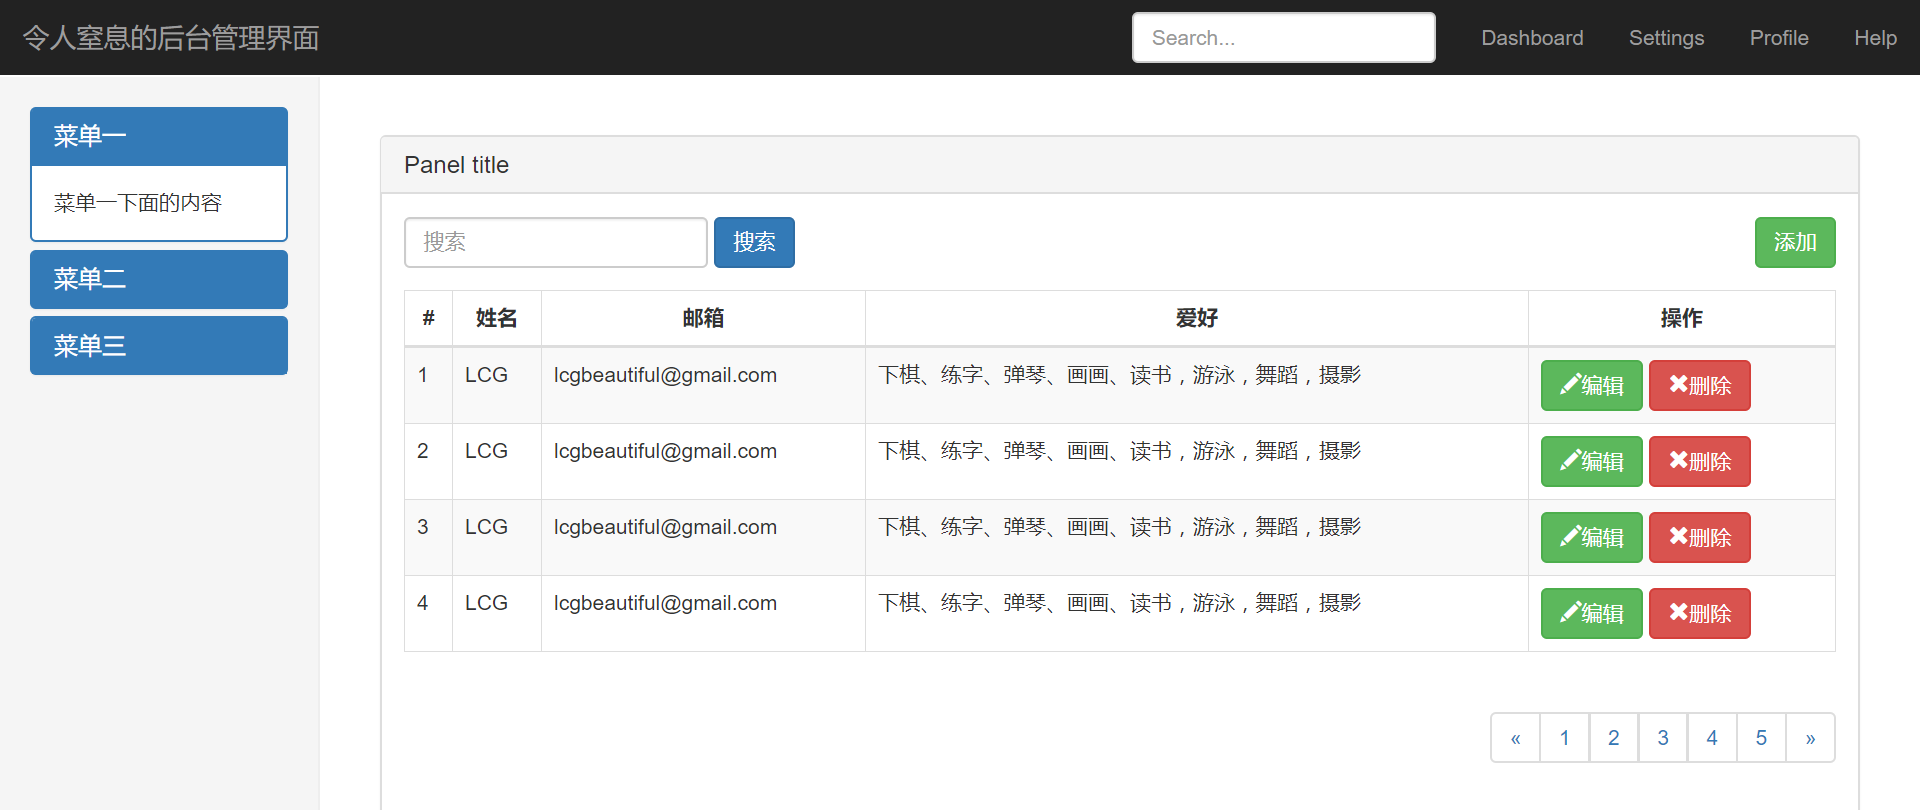 令人窒息的后台管理界面 Search... Dashboard Settings Profile Help
菜单一
菜单一下面的内容
菜单二
菜单三
Panel title
搜索 搜索 添加
# 姓名 邮箱 爱好 操作
1 LCG lcgbeautiful@gmail.com 下棋、练字、弹琴、画画、读书，游泳，舞蹈，摄影 编辑 删除
2 LCG lcgbeautiful@gmail.com 下棋、练字、弹琴、画画、读书，游泳，舞蹈，摄影 编辑 删除
3 LCG lcgbeautiful@gmail.com 下棋、练字、弹琴、画画、读书，游泳，舞蹈，摄影 编辑 删除
4 LCG lcgbeautiful@gmail.com 下棋、练字、弹琴、画画、读书，游泳，舞蹈，摄影 编辑 删除
« 1 2 3 4 5 »